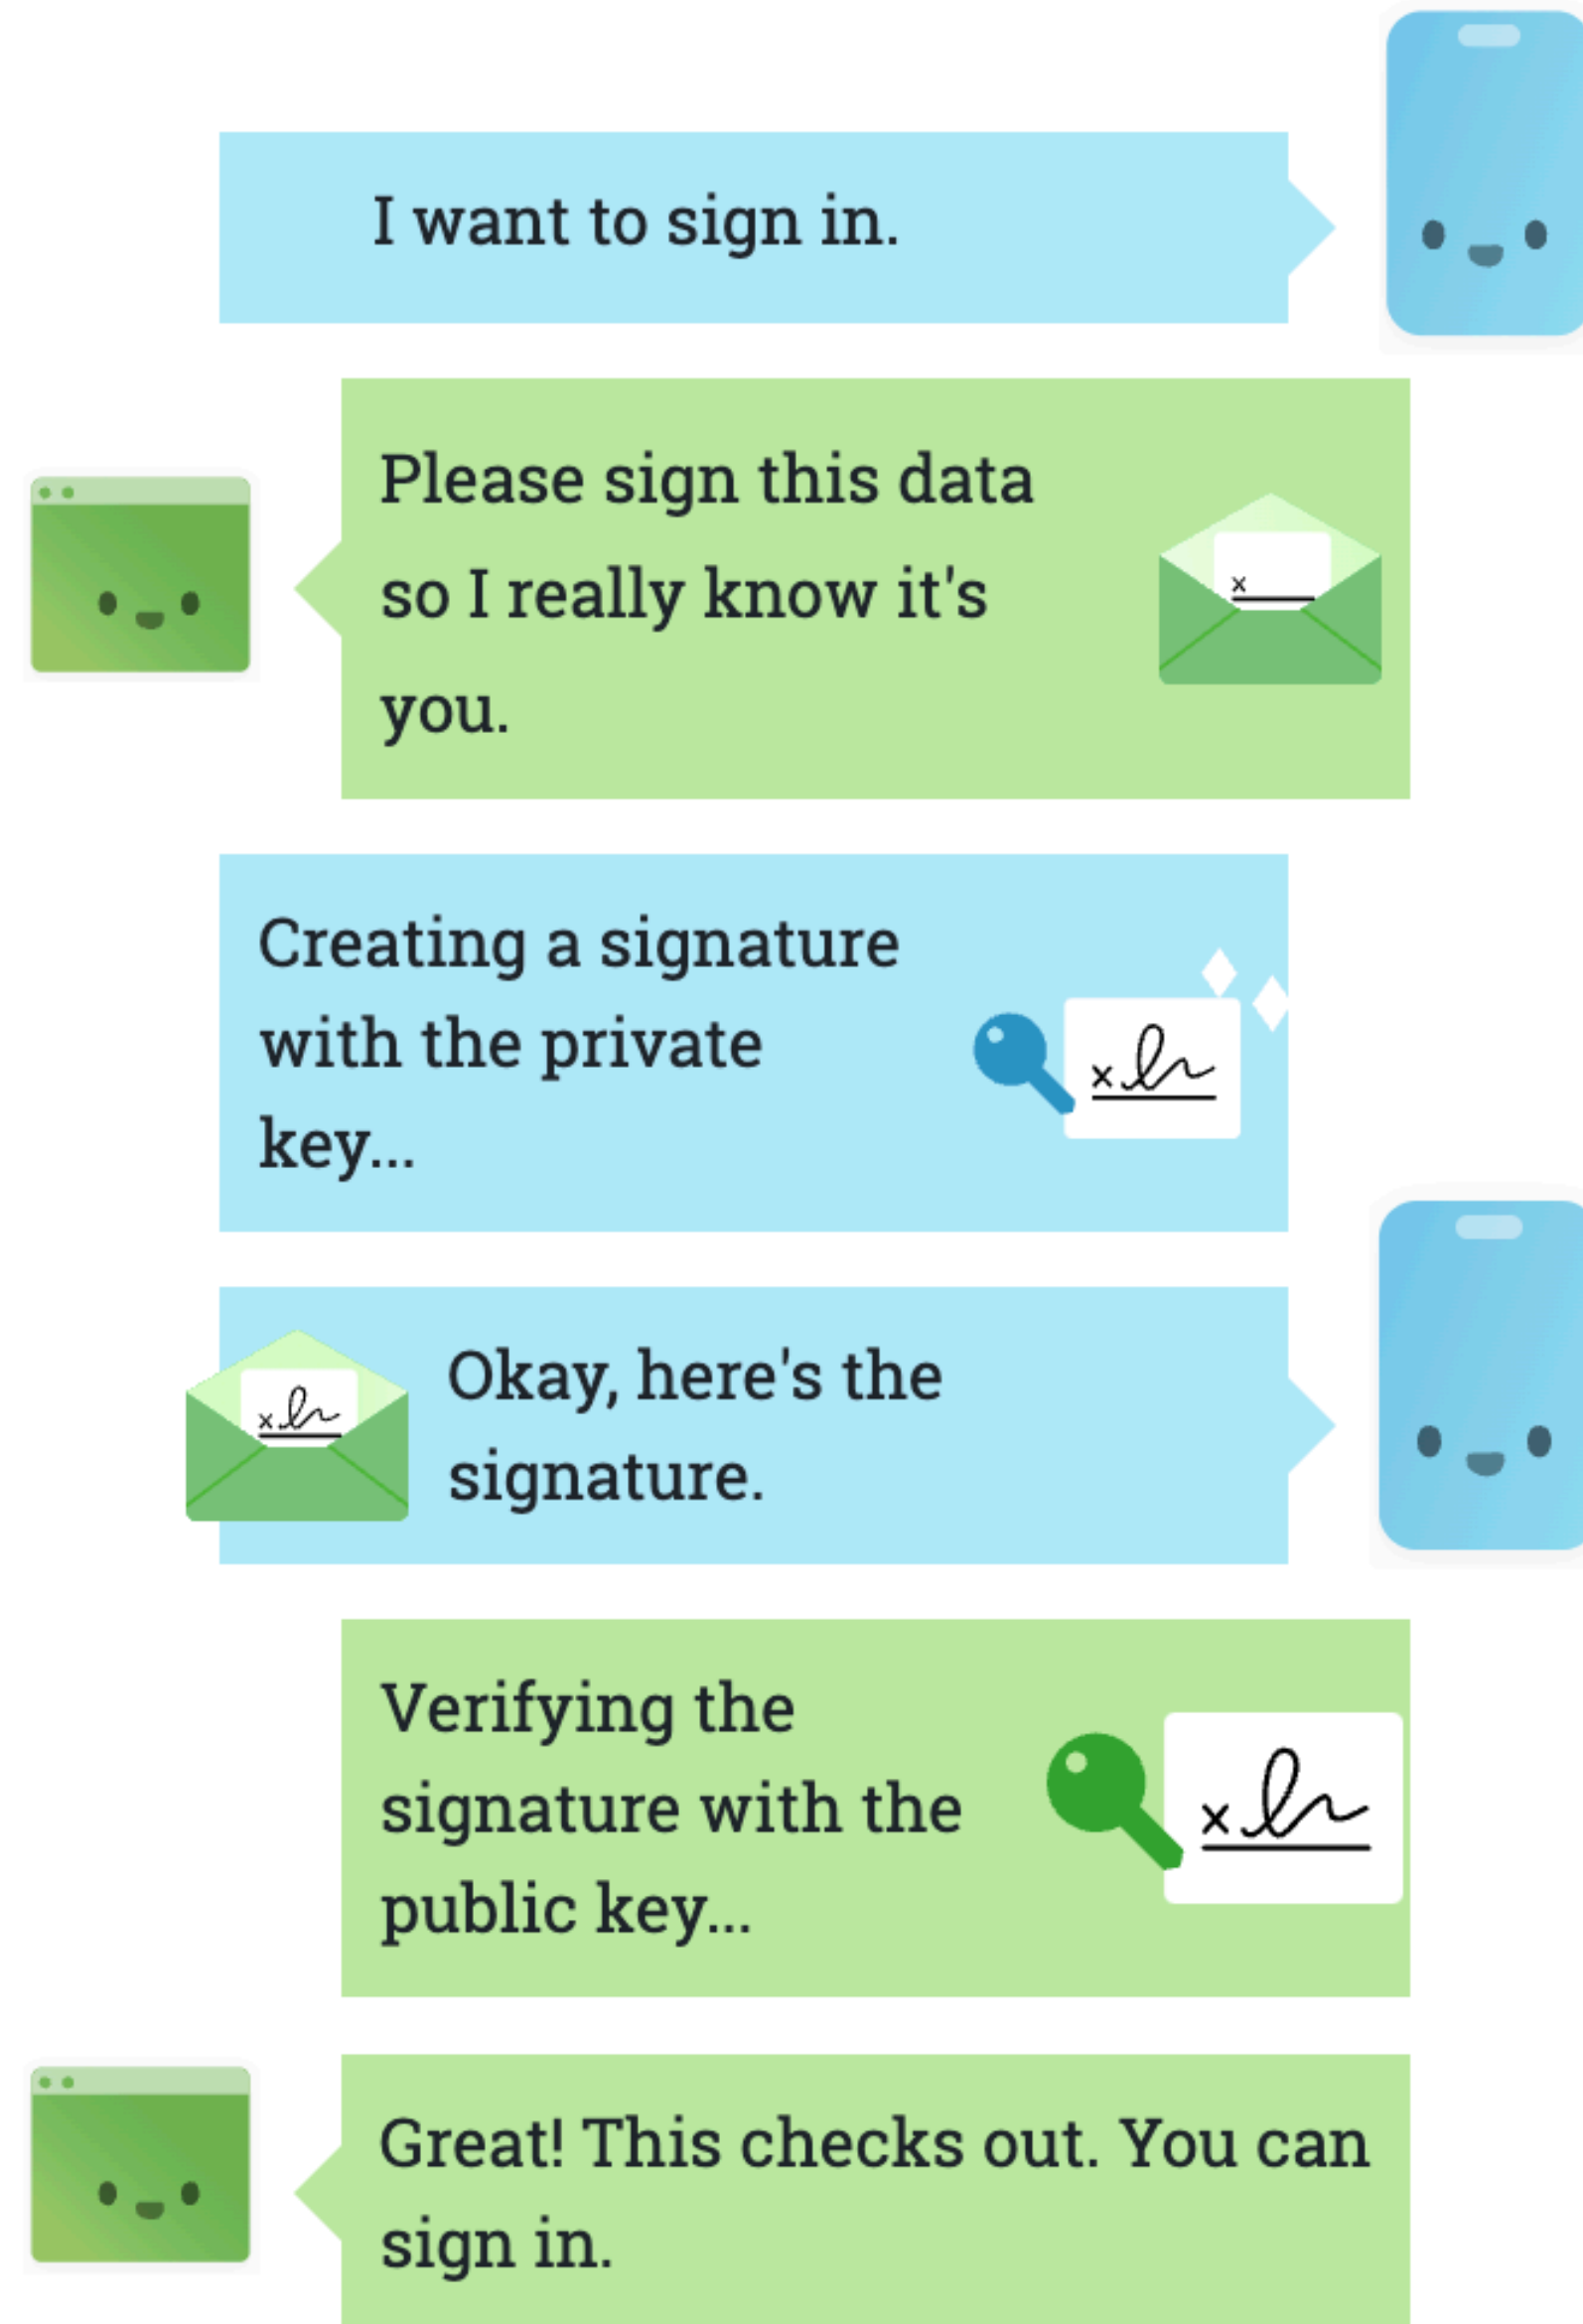 I want to sign in.
Please sign this data
so I really know it's
you.
x
Creating a signature
with the private
key...
x
Okay, here's the
signature.
x
Verifying the
signature with the
public key...
x
Great! This checks out. You can
sign in.